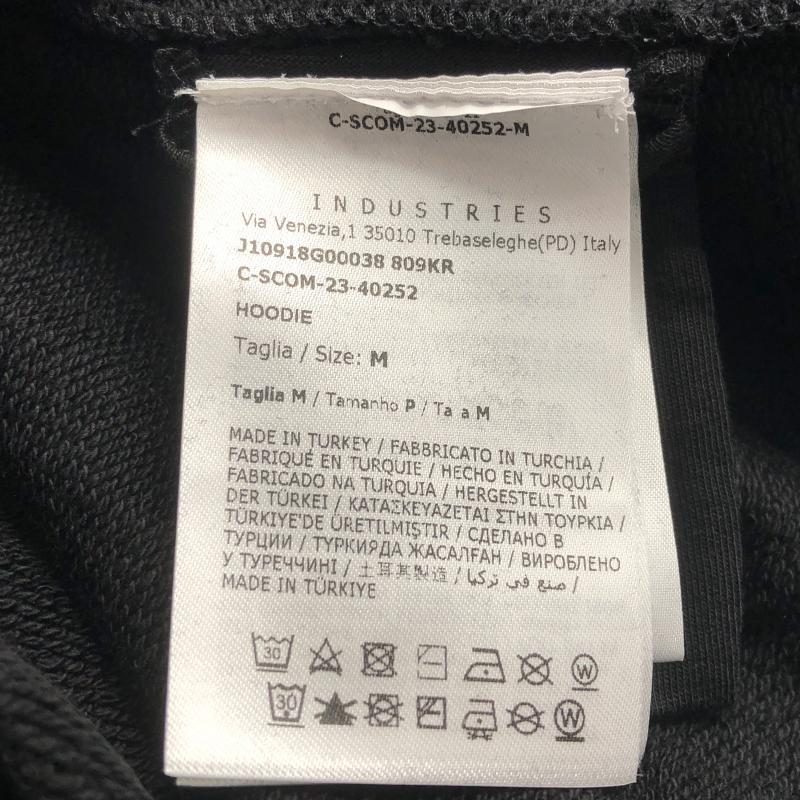 C-SCOM-23-40252-M
INDUSTRIES
Via Venezia,1 35010 Trebaseleghe(PD) Italy
J10918G00038 809KR
C-SCOM-23-40252
HOODIE
Taglia / Size: M
Taglia M / Tamanho P / Ta a M
MADE IN TURKEY / FABBRICATO IN TURCHIA /
FABRIQUÉ EN TURQUIE / HECHO EN TURQUÍA /
FABRICADO NA TURQUIA / HERGESTELLT IN
DER TÜRKEI / ΚΑΤΑΣΚΕΥΑΖΕΤΑΙ ΣΤΗΝ ΤΟΥΡΚΙΑ /
TÜRKİYE'DE ÜRETILMIŞTIR / СДЕЛАНО В
ТУРЦИИ / ТҮРКИЯДА ЖАСАЛҒАН / ВИРОБЛЕНО
У ТУРЕЧЧИНІ / 土耳其製造 / صنع في تركيا /
MADE IN TÜRKIYE
30 W
30 W